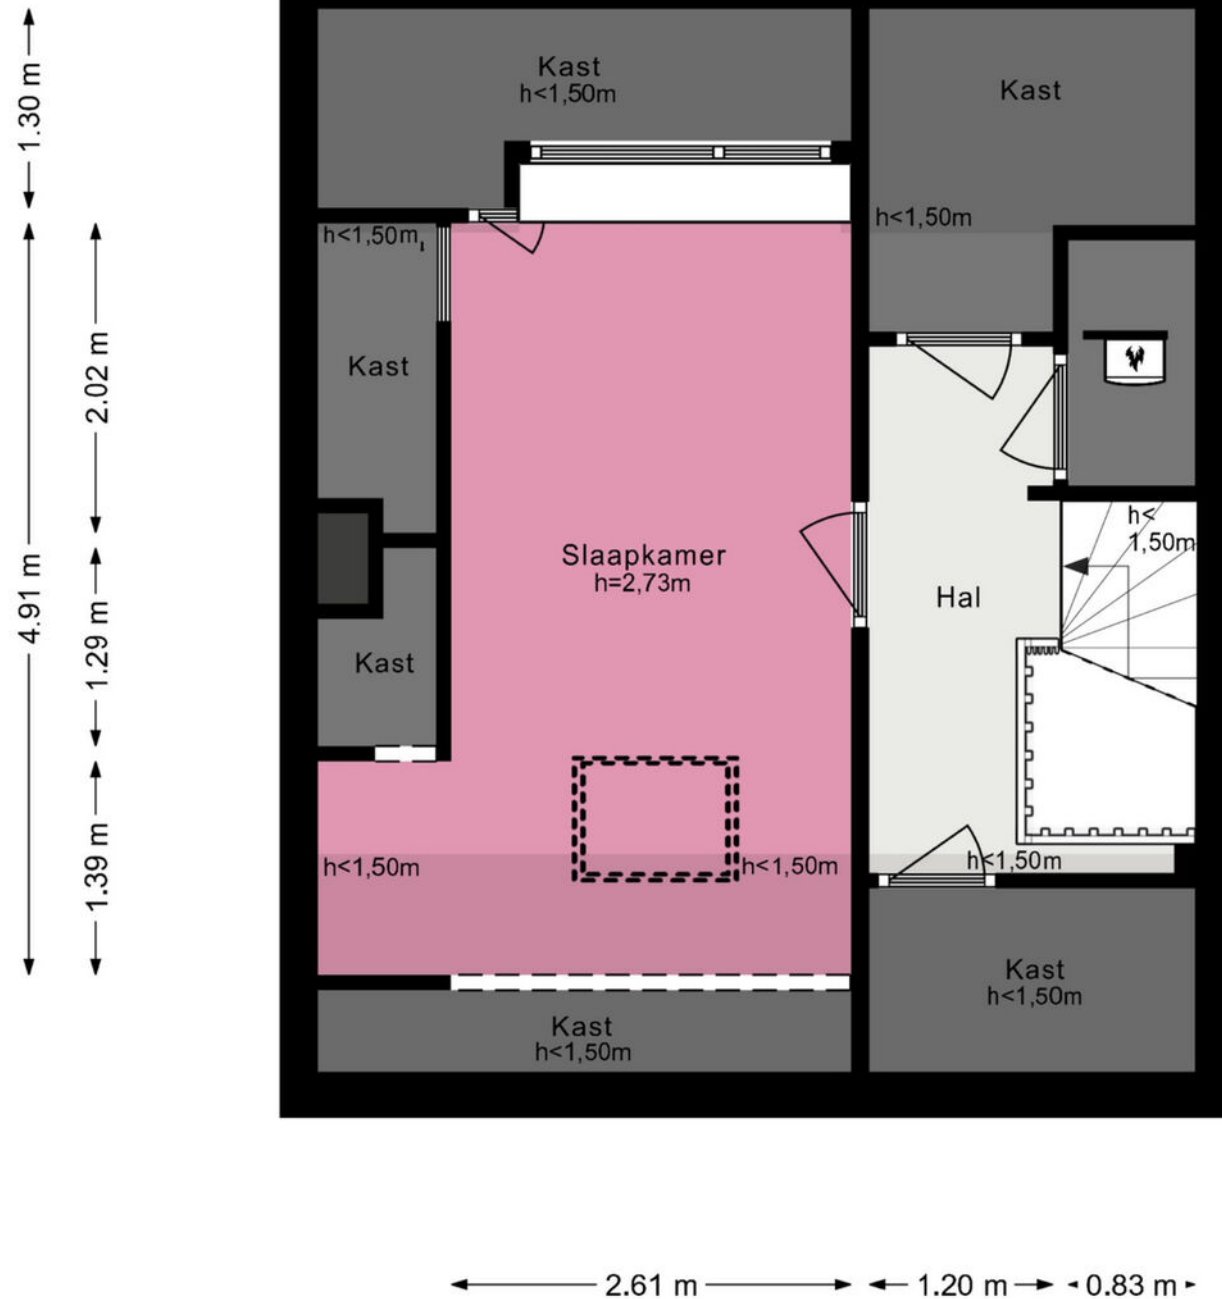 Kast
h<1,50m
Kast
1.30 m
h<1,50m
h<1,50m
Kast
2.02 m
h<
1,50m
Slaapkamer
h=2,73m
Hal
4.91 m
1.29 m
Kast
h<1,50m
h<1,50m
h<1,50m
1.39 m
Kast
h<1,50m
Kast
h<1,50m
2.61 m
1.20 m
0.83 m